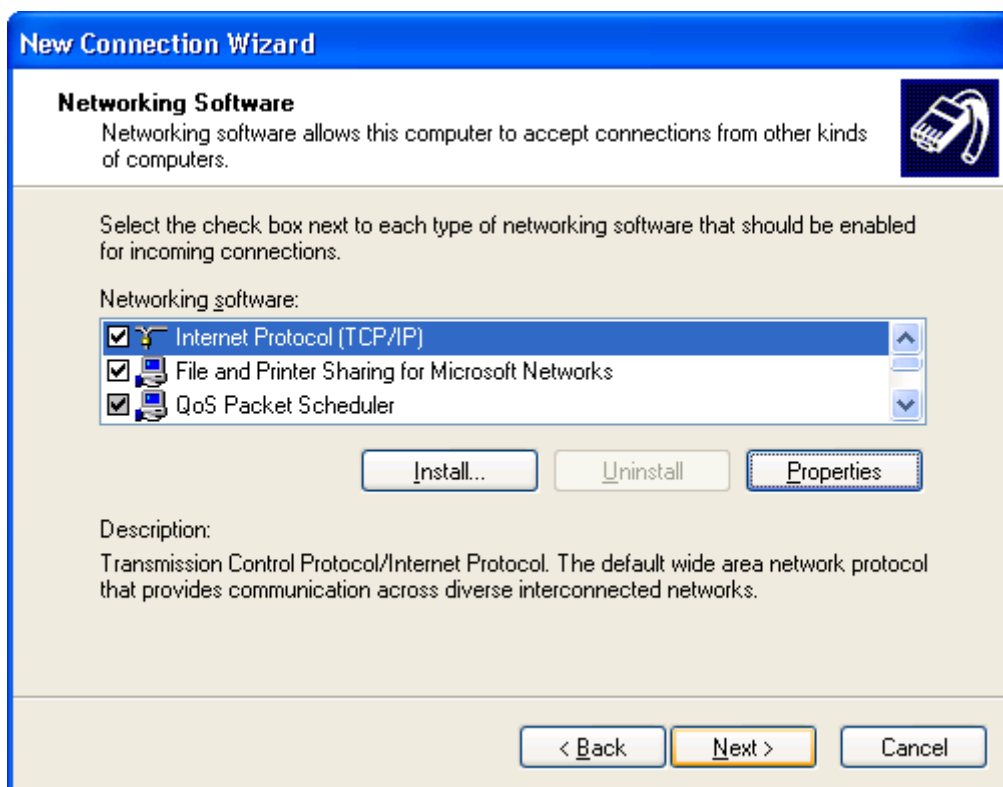 New Connection Wizard
Networking Software
Networking software allows this computer to accept connections from other kinds
of computers.
Select the check box next to each type of networking software that should be enabled
for incoming connections.
Networking software:
Internet Protocol (TCP/IP)
File and Printer Sharing for Microsoft Networks
QoS Packet Scheduler
Install... Uninstall Properties
Description:
Transmission Control Protocol/Internet Protocol. The default wide area network protocol
that provides communication across diverse interconnected networks.
< Back Next > Cancel